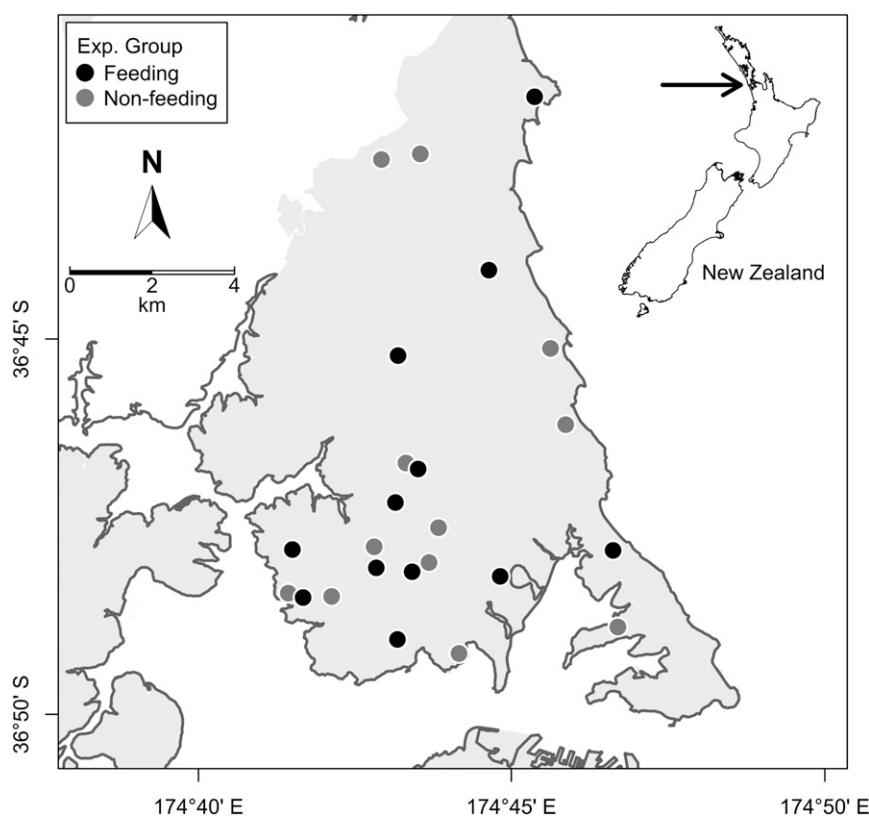 Exp. Group
Feeding
Non-feeding
N
0 2 4
km
New Zealand
36°45' S
36°50' S
174°40' E 174°45' E 174°50' E